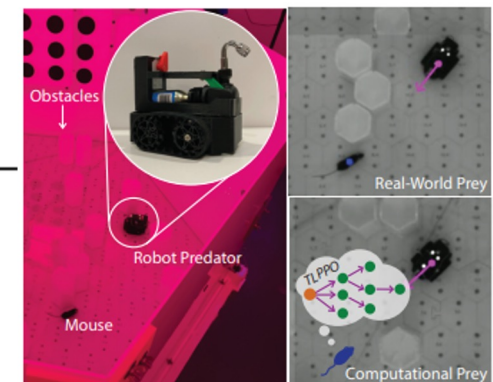 Obstacles
Robot Predator
Mouse
Real-World Prey
TLPPO
Computational Prey